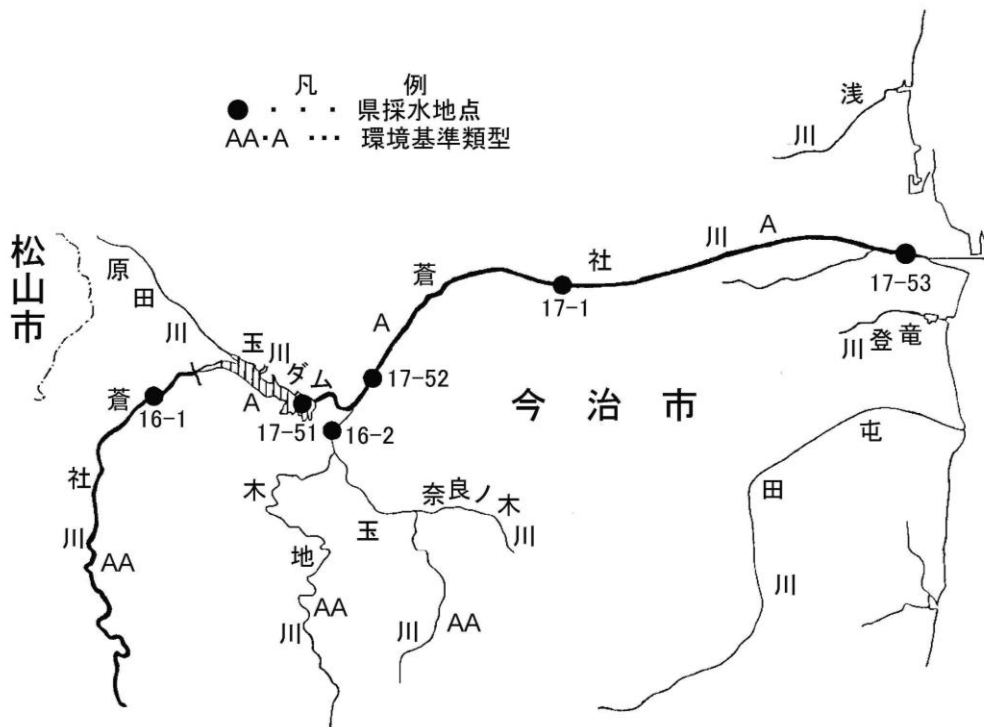 凡例
●・・・県採水地点
AA・A・・・環境基準類型
浅川
松山市
原田川
玉川ダム
A
蒼社川
A
A
17-1
17-53
17-52
17-51
16-1
16-2
蒼社川
AA
今治市
登竜川
屯田川
木地川
AA
奈良ノ木川
玉川
AA